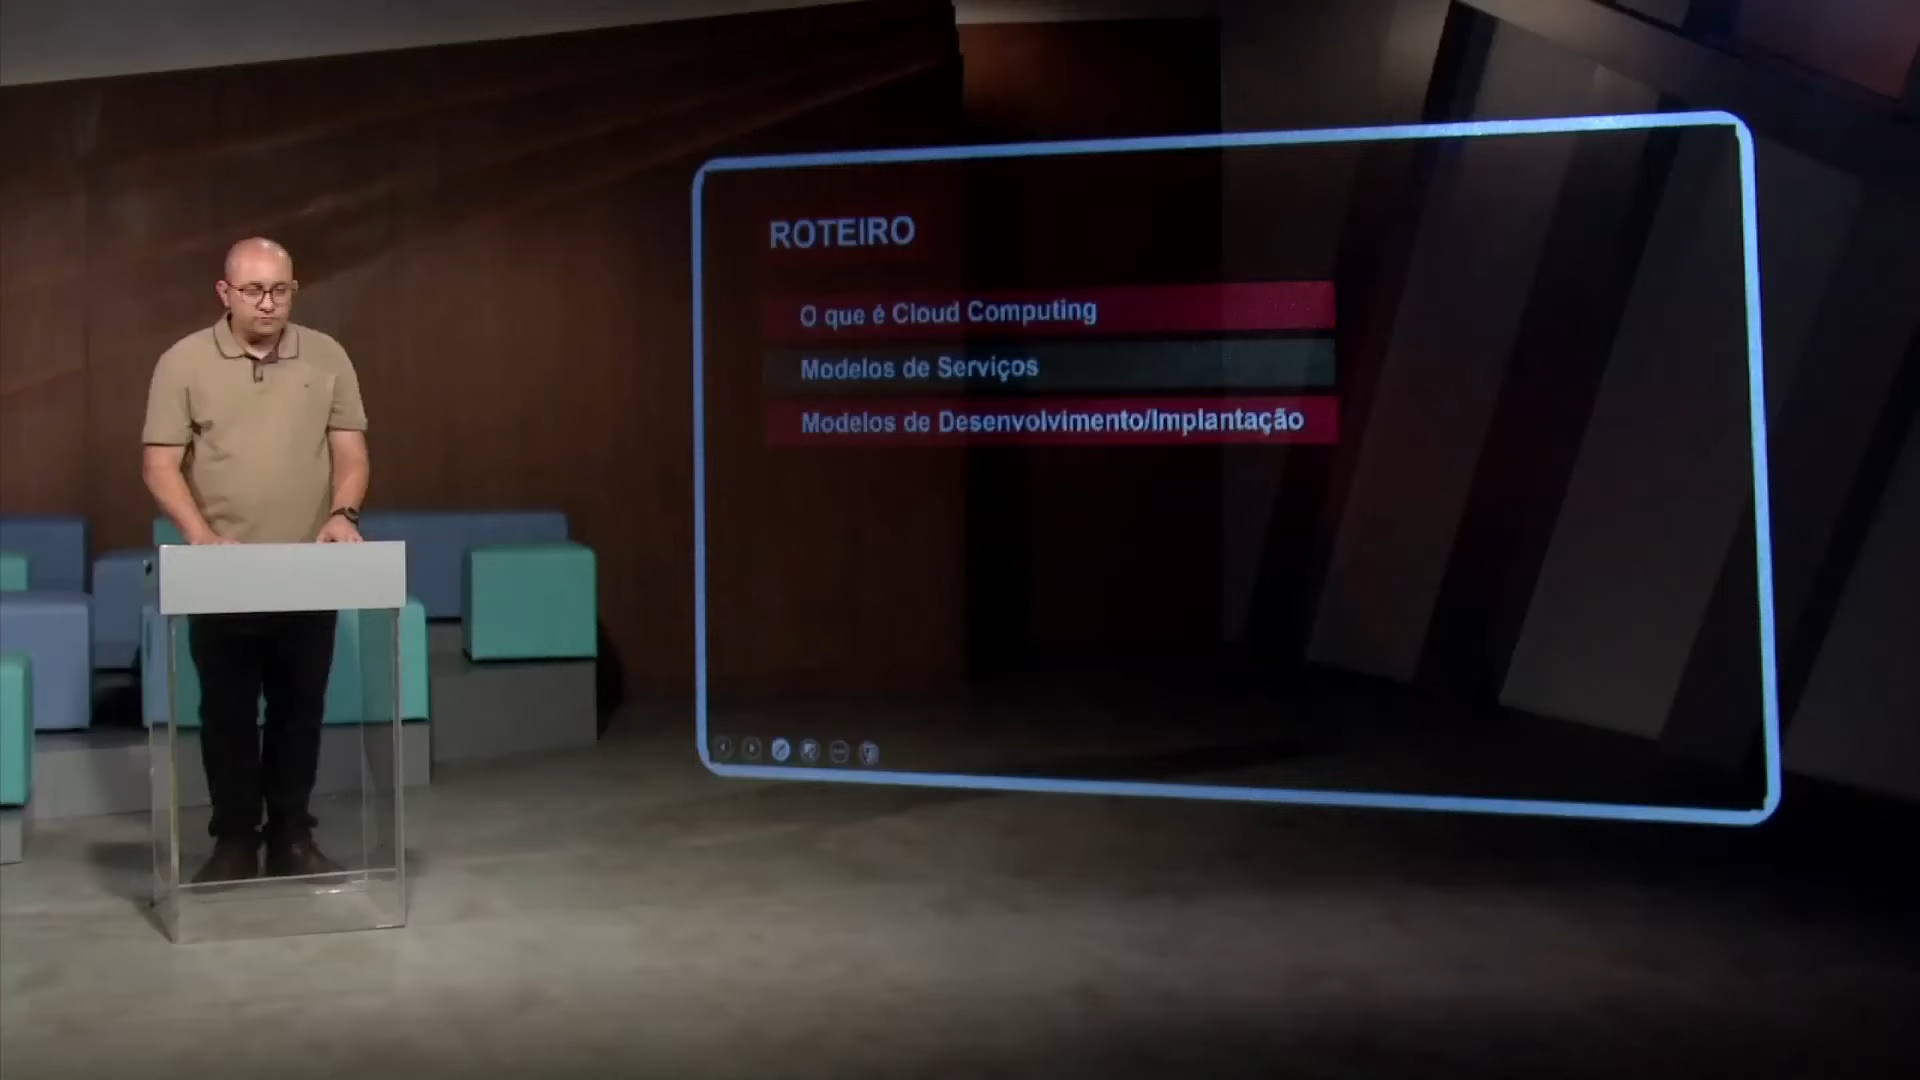 ROTEIRO
O que é Cloud Computing
Modelos de Serviços
Modelos de Desenvolvimento/Implantação